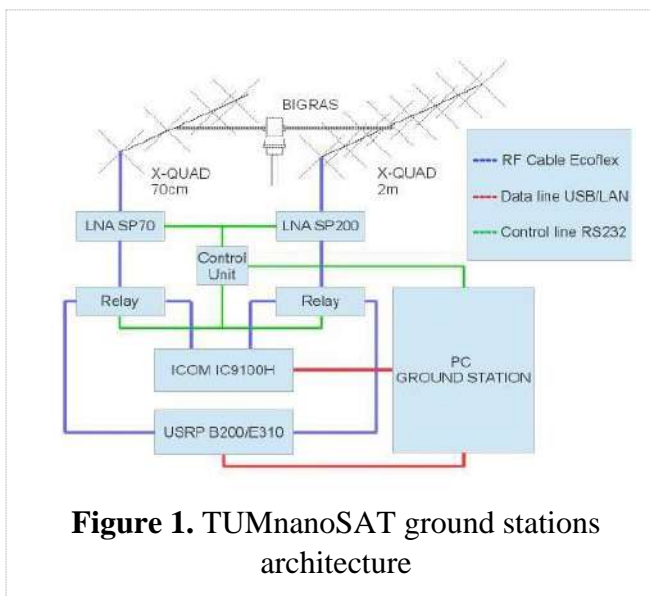 BIGRAS
X-QUAD
70cm
X-QUAD
2m
RF Cable Ecoflex
Data line USB/LAN
Control line RS232
LNA SP70
LNA SP200
Control
Unit
Relay
Relay
ICOM IC9100H
PC
GROUND STATION
USRP B200/E310
Figure 1. TUMnanoSAT ground stations
architecture